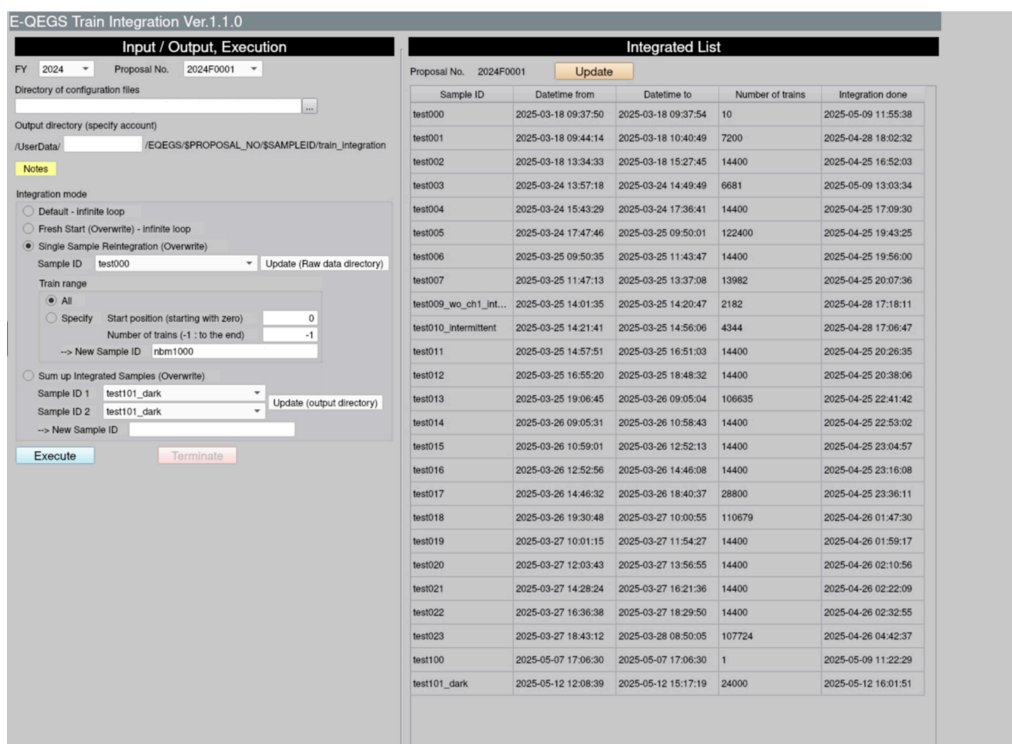 E-QEGS Train Integration Ver.1.1.0
Input / Output, Execution
FY 2024 Proposal No. 2024F0001
Directory of configuration files
...
Output directory (specify account)
/UserData/ /EQEGS/$PROPOSAL_NO/$SAMPLEID/train_integration
Notes
Integration mode
Default - infinite loop
Fresh Start (Overwrite) - infinite loop
Single Sample Reintegration (Overwrite)
Sample ID test000 Update (Raw data directory)
Train range
All
Specify Start position (starting with zero) 0
Number of trains (-1 : to the end) -1
--> New Sample ID nbm1000
Sum up Integrated Samples (Overwrite)
Sample ID 1 test101_dark
Sample ID 2 test101_dark
Update (output directory)
--> New Sample ID
Execute Terminate
Integrated List
Proposal No. 2024F0001 Update
Sample ID Datetime from Datetime to Number of trains Integration done
test000 2025-03-18 09:37:50 2025-03-18 09:37:54 10 2025-05-09 11:55:38
test001 2025-03-18 09:44:14 2025-03-18 10:40:49 7200 2025-04-28 18:02:32
test002 2025-03-18 13:34:33 2025-03-18 15:27:45 14400 2025-04-25 16:52:03
test003 2025-03-24 13:57:18 2025-03-24 14:49:49 6681 2025-05-09 13:03:34
test004 2025-03-24 15:43:29 2025-03-24 17:36:41 14400 2025-04-25 17:09:30
test005 2025-03-24 17:47:46 2025-03-25 09:50:01 122400 2025-04-25 19:43:25
test006 2025-03-25 09:50:35 2025-03-25 11:43:47 14400 2025-04-25 19:56:00
test007 2025-03-25 11:47:13 2025-03-25 13:37:08 13982 2025-04-25 20:07:36
test009_wo_ch1_int... 2025-03-25 14:01:35 2025-03-25 14:20:47 2182 2025-04-28 17:18:11
test010_intermittent 2025-03-25 14:21:41 2025-03-25 14:56:06 4344 2025-04-28 17:06:47
test011 2025-03-25 14:57:51 2025-03-25 16:51:03 14400 2025-04-25 20:26:35
test012 2025-03-25 16:55:20 2025-03-25 18:48:32 14400 2025-04-25 20:38:06
test013 2025-03-25 19:06:45 2025-03-26 09:05:04 106635 2025-04-25 22:41:42
test014 2025-03-26 09:05:31 2025-03-26 10:58:43 14400 2025-04-25 22:53:02
test015 2025-03-26 10:59:01 2025-03-26 12:52:13 14400 2025-04-25 23:04:57
test016 2025-03-26 12:52:56 2025-03-26 14:46:08 14400 2025-04-25 23:16:08
test017 2025-03-26 14:46:32 2025-03-26 18:40:37 28800 2025-04-25 23:36:11
test018 2025-03-26 19:30:48 2025-03-27 10:00:55 110679 2025-04-26 01:47:30
test019 2025-03-27 10:01:15 2025-03-27 11:54:27 14400 2025-04-26 01:59:17
test020 2025-03-27 12:03:43 2025-03-27 13:56:55 14400 2025-04-26 02:10:56
test021 2025-03-27 14:28:24 2025-03-27 16:21:36 14400 2025-04-26 02:22:09
test022 2025-03-27 16:36:38 2025-03-27 18:29:50 14400 2025-04-26 02:32:55
test023 2025-03-27 18:43:12 2025-03-28 08:50:05 107724 2025-04-26 04:42:37
test100 2025-05-07 17:06:30 2025-05-07 17:06:30 1 2025-05-09 11:22:29
test101_dark 2025-05-12 12:08:39 2025-05-12 15:17:19 24000 2025-05-12 16:01:51